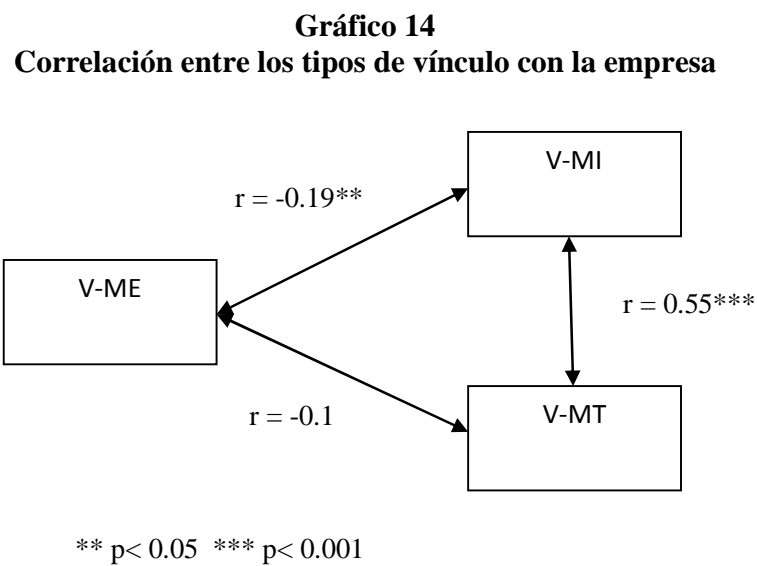 Gráfico 14
Correlación entre los tipos de vínculo con la empresa
V-MI
r = -0.19**
V-ME
r = 0.55***
r = -0.1
V-MT
** p< 0.05 *** p< 0.001